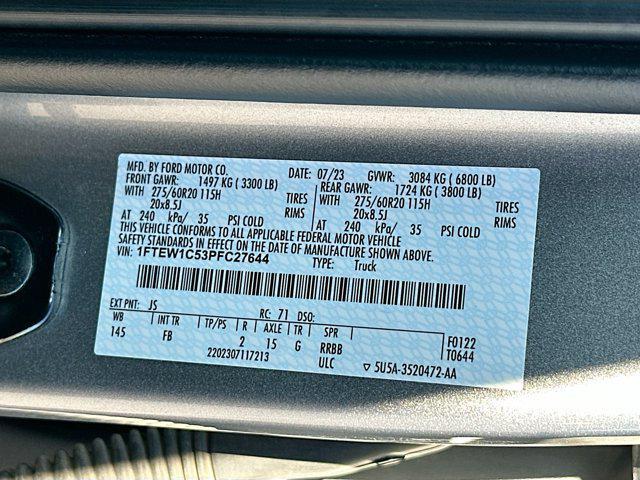 MFD. BY FORD MOTOR CO. DATE: 07/23 GVWR: 3084 KG ( 6800 LB)
FRONT GAWR: 1497 KG ( 3300 LB) REAR GAWR: 1724 KG ( 3800 LB)
WITH 275/60R20 115H TIRES WITH 275/60R20 115H TIRES
20x8.5J RIMS 20x8.5J RIMS
AT 240 kPa/ 35 PSI COLD AT 240 kPa/ 35 PSI COLD
THIS VEHICLE CONFORMS TO ALL APPLICABLE FEDERAL MOTOR VEHICLE
SAFETY STANDARDS IN EFFECT ON THE DATE OF MANUFACTURE SHOWN ABOVE.
VIN: 1FTEW1C53PFC27644 TYPE: Truck
EXT PNT: JS RC: 71 DSO:
WB INT TR TP/PS R AXLE TR SPR F0122
145 FB 2 15 G RRBB T0644
2202307117213 ULC ▽ 5U5A-3520472-AA